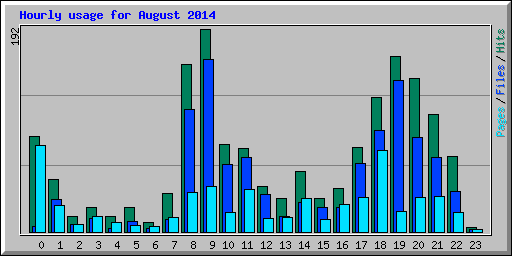 Hourly usage for August 2014
192
Pages / Files / Hits
0 1 2 3 4 5 6 7 8 9 10 11 12 13 14 15 16 17 18 19 20 21 22 23